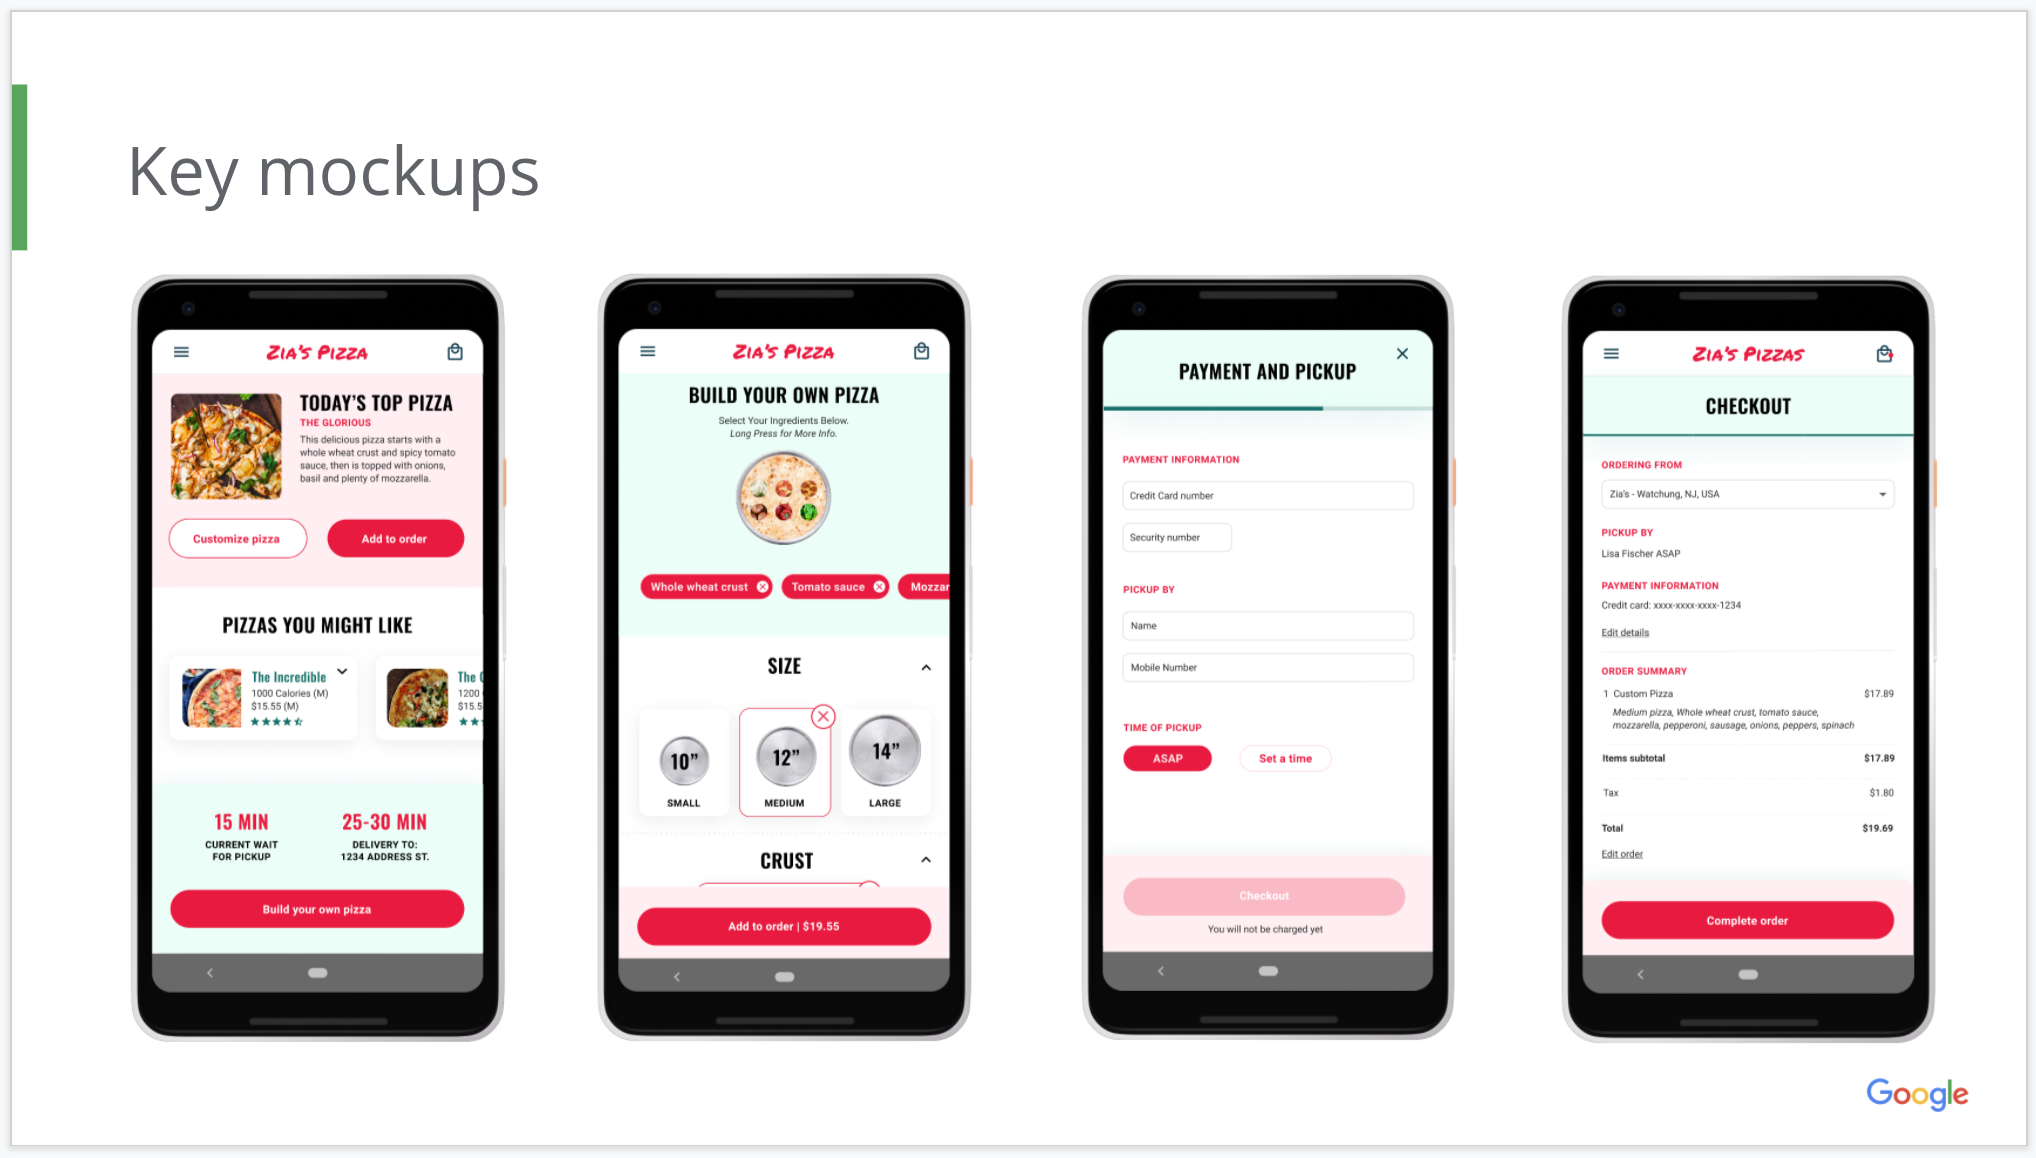 Key mockups
ZIA'S PIZZA
TODAY'S TOP PIZZA
THE GLORIOUS
This delicious pizza starts with a
whole wheat crust and spicy tomato
sauce, then is topped with onions,
basil and plenty of mozzarella.
Customize pizza
Add to order
PIZZAS YOU MIGHT LIKE
The Incredible
1000 Calories (M)
$15.55 (M)
The
1200
$15.5
15 MIN
CURRENT WAIT
FOR PICKUP
25-30 MIN
DELIVERY TO:
1234 ADDRESS ST.
Build your own pizza
ZIA'S PIZZA
BUILD YOUR OWN PIZZA
Select Your Ingredients Below.
Long Press for More Info.
Whole wheat crust
Tomato sauce
Mozzar
SIZE
10"
SMALL
12"
MEDIUM
14"
LARGE
CRUST
Add to order | $19.55
PAYMENT AND PICKUP
PAYMENT INFORMATION
Credit Card number
Security number
PICKUP BY
Name
Mobile Number
TIME OF PICKUP
ASAP
Set a time
Checkout
You will not be charged yet
ZIA'S PIZZAS
CHECKOUT
ORDERING FROM
Zia's - Watchung, NJ, USA
PICKUP BY
Lisa Fischer ASAP
PAYMENT INFORMATION
Credit card: xxxx-xxxx-xxxx-1234
Edit details
ORDER SUMMARY
1 Custom Pizza $17.89
Medium pizza, Whole wheat crust, tomato sauce,
mozzarella, pepperoni, sausage, onions, peppers, spinach
Items subtotal $17.89
Tax $1.80
Total $19.69
Edit order
Complete order
Google